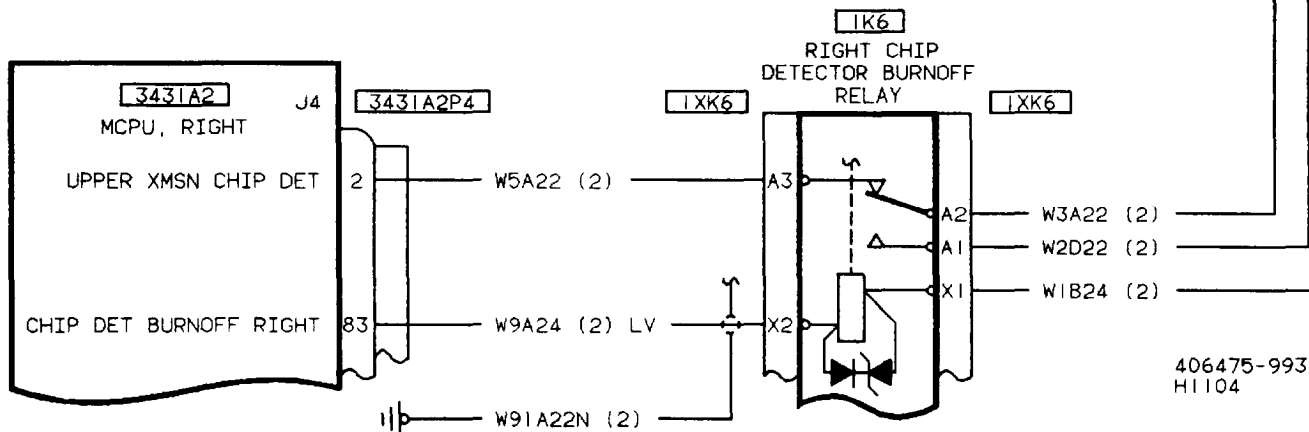 1K6
RIGHT CHIP
DETECTOR BURNOFF
RELAY
3431A2
J4
3431A2P4
1XK6
1XK6
MCPU, RIGHT
UPPER XMSN CHIP DET
2
W5A22 (2)
A3
A2
W3A22 (2)
A1
W2D22 (2)
X1
W1B24 (2)
CHIP DET BURNOFF RIGHT
83
W9A24 (2) LV
X2
406475-993
H1104
W91A22N (2)